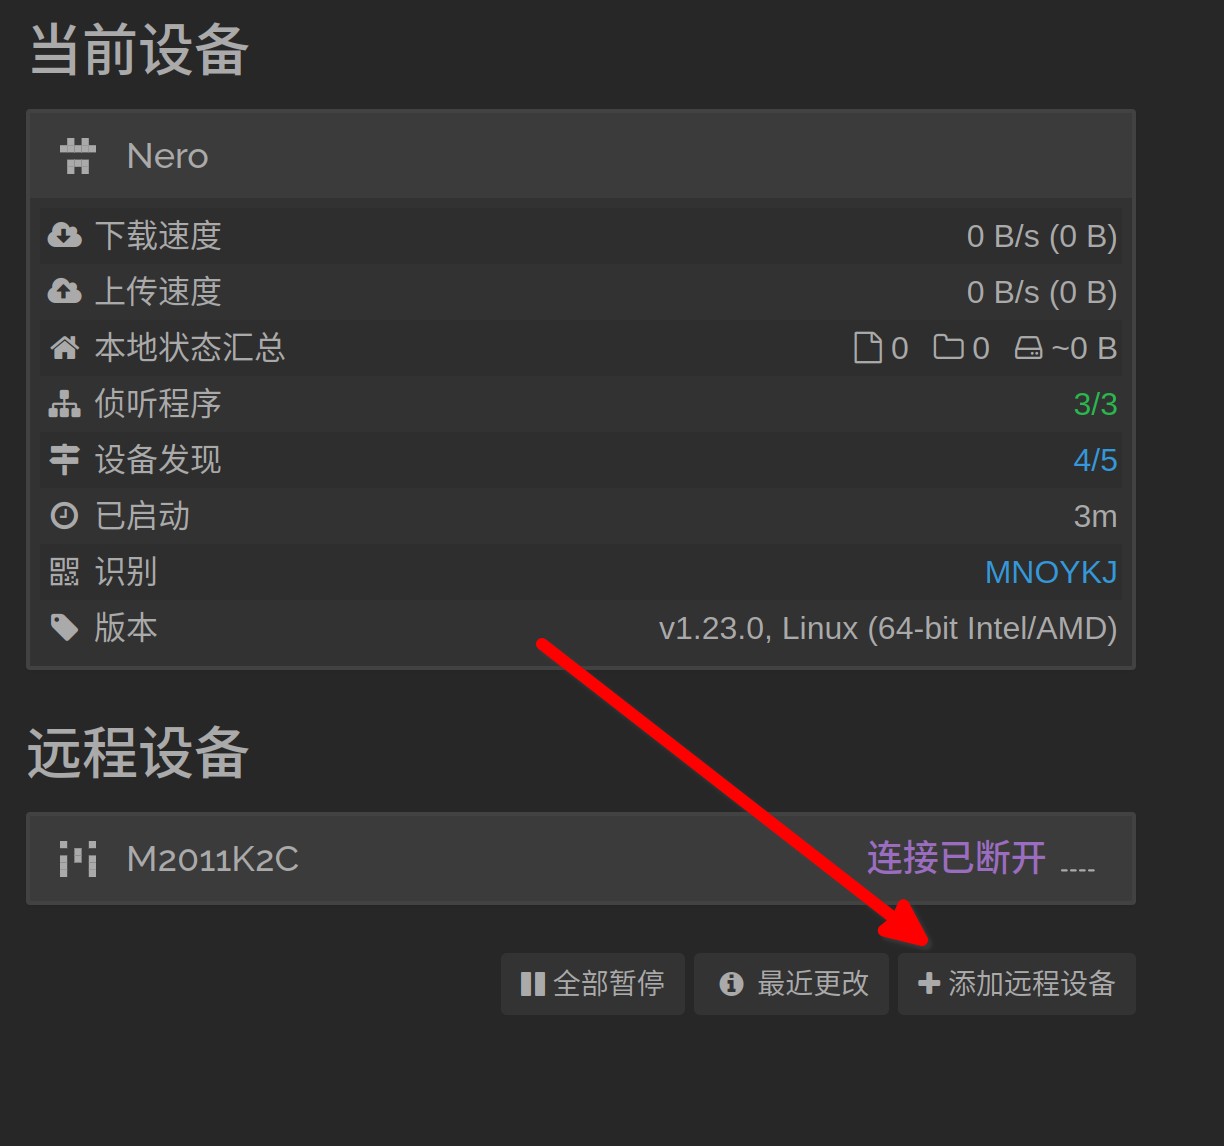 当前设备
Nero
下载速度 0 B/s (0 B)
上传速度 0 B/s (0 B)
本地状态汇总 0 0 ~0 B
侦听程序 3/3
设备发现 4/5
已启动 3m
识别 MNOYKJ
版本 v1.23.0, Linux (64-bit Intel/AMD)
远程设备
M2011K2C 连接已断开
全部暂停 最近更改 添加远程设备